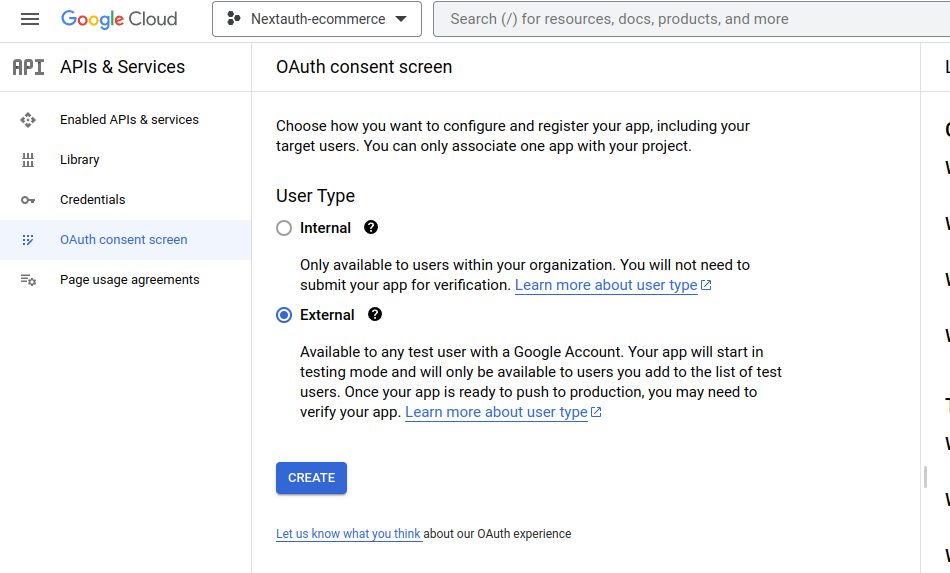 Google Cloud
Nextauth-ecommerce
Search (/) for resources, docs, products, and more
API APIs & Services
Enabled APIs & services
Library
Credentials
OAuth consent screen
Page usage agreements
OAuth consent screen
Choose how you want to configure and register your app, including your
target users. You can only associate one app with your project.
User Type
Internal
Only available to users within your organization. You will not need to
submit your app for verification. Learn more about user type
External
Available to any test user with a Google Account. Your app will start in
testing mode and will only be available to users you add to the list of test
users. Once your app is ready to push to production, you may need to
verify your app. Learn more about user type
CREATE
Let us know what you think about our OAuth experience